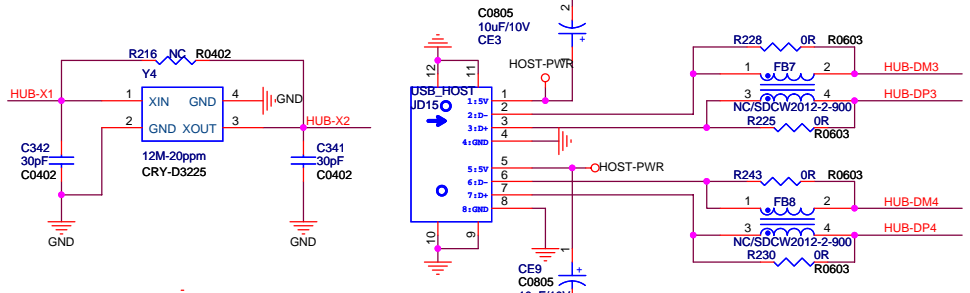 R216 NC R0402
Y4
HUB-X1
1 XIN GND 4 GND
2 GND XOUT 3
HUB-X2
12M-20ppm
CRY-D3225
C342
30pF
C0402
C341
30pF
C0402
GND
GND
C0805
10uF/10V
CE3
2
HOST-PWR
12
11
USB_HOST
JD15
1:5V 1
2:D- 2
3:D+ 3
4:GND 4
5:5V 5
6:D- 6
7:D+ 7
8:GND 8
10
9
HOST-PWR
1
CE9
C0805
R228 0R R0603
1 FB7 2
HUB-DM3
3 4
HUB-DP3
NC/SDCW2012-2-900
R225 0R
R0603
R243 0R R0603
1 FB8 2
HUB-DM4
3 4
HUB-DP4
NC/SDCW2012-2-900
R230 0R
R0603